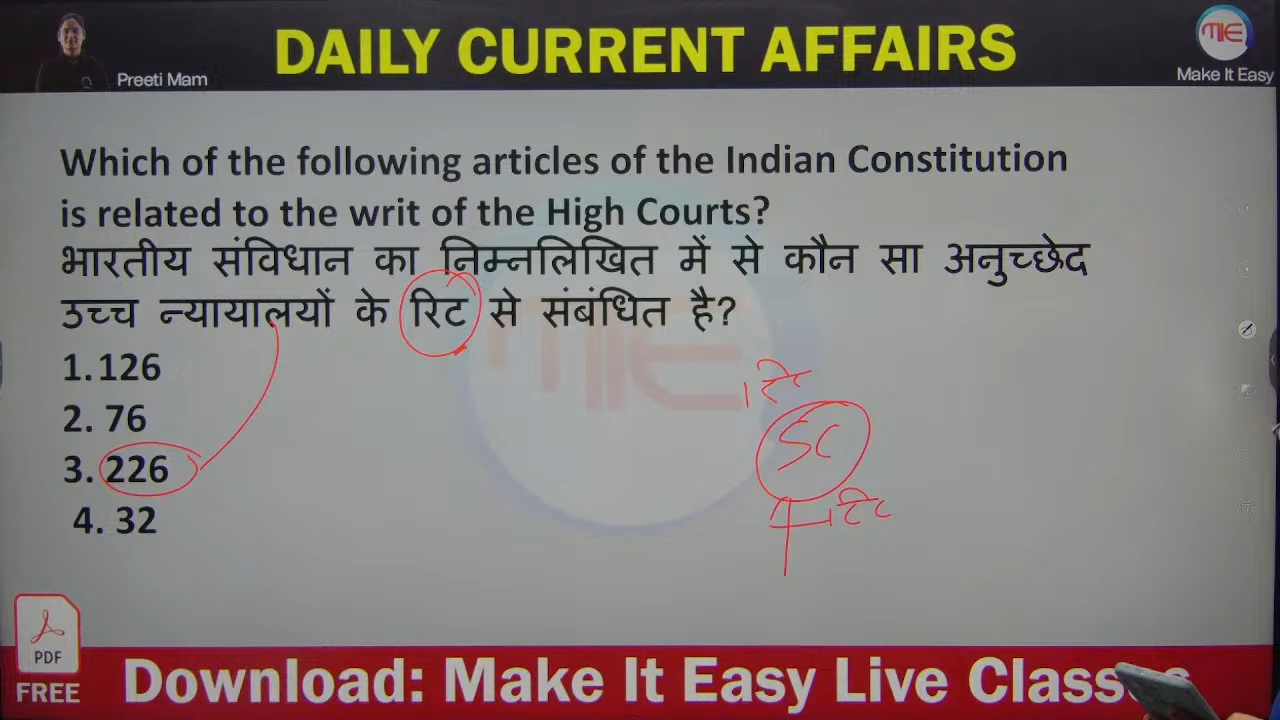 DAILY CURRENT AFFAIRS
Preeti Mam
MIE
Make It Easy
Which of the following articles of the Indian Constitution
is related to the writ of the High Courts?
भारतीय संविधान का निम्नलिखित में से कौन सा अनुच्छेद
उच्च न्यायालयों के रिट से संबंधित है?
1. 126
2. 76
3. 226
4. 32
SC
PDF
FREE
Download: Make It Easy Live Classes